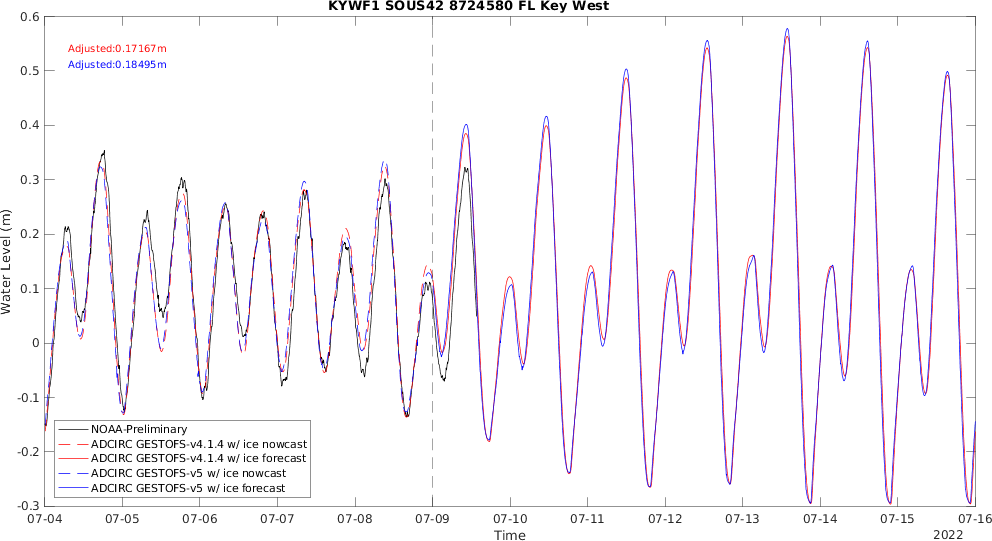 KYWF1 SOUS42 8724580 FL Key West
Adjusted:0.17167m
Adjusted:0.18495m
0.6
0.5
0.4
0.3
0.2
0.1
0
-0.1
-0.2
-0.3
Water Level (m)
NOAA-Preliminary
ADCIRC GESTOFS-v4.1.4 w/ ice nowcast
ADCIRC GESTOFS-v4.1.4 w/ ice forecast
ADCIRC GESTOFS-v5 w/ ice nowcast
ADCIRC GESTOFS-v5 w/ ice forecast
07-04 07-05 07-06 07-07 07-08 07-09 07-10 07-11 07-12 07-13 07-14 07-15 07-16
Time
2022